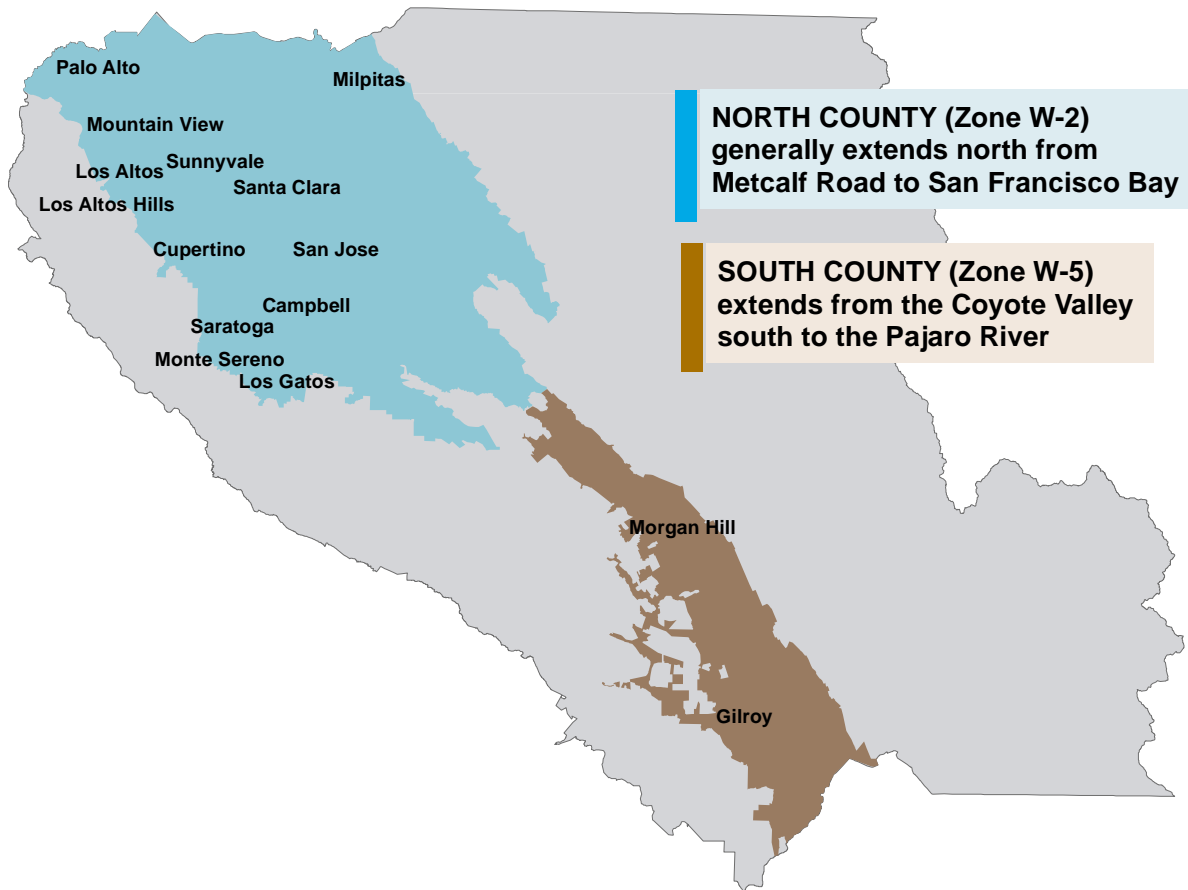 Palo Alto
Milpitas
Mountain View
Sunnyvale
Los Altos
Santa Clara
Los Altos Hills
Cupertino
San Jose
Campbell
Saratoga
Monte Sereno
Los Gatos
Morgan Hill
Gilroy
NORTH COUNTY (Zone W-2)
generally extends north from
Metcalf Road to San Francisco Bay
SOUTH COUNTY (Zone W-5)
extends from the Coyote Valley
south to the Pajaro River